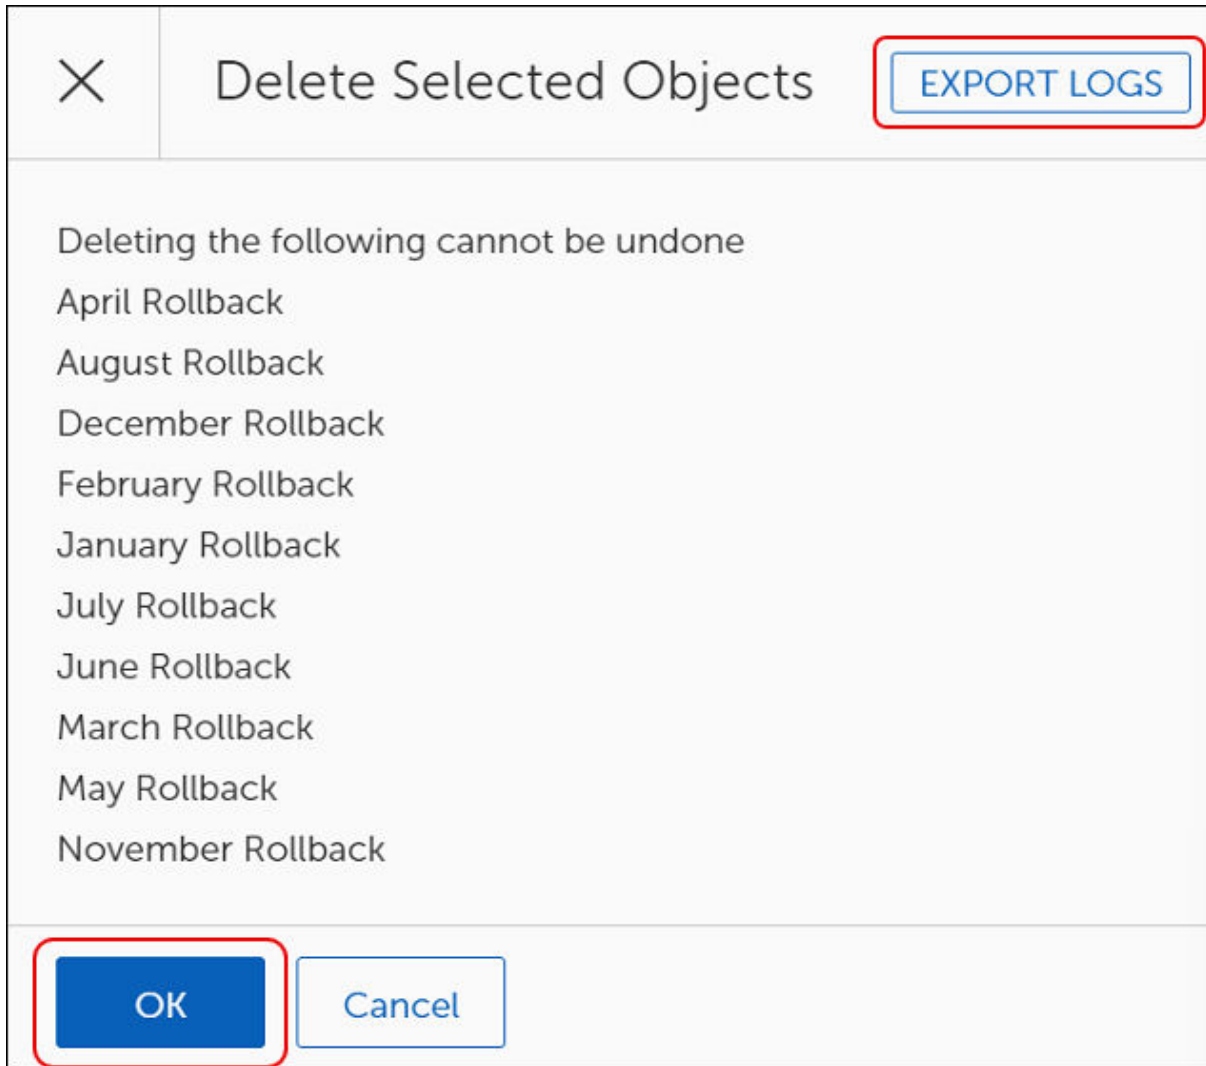 Delete Selected Objects
EXPORT LOGS
Deleting the following cannot be undone
April Rollback
August Rollback
December Rollback
February Rollback
January Rollback
July Rollback
June Rollback
March Rollback
May Rollback
November Rollback
OK
Cancel